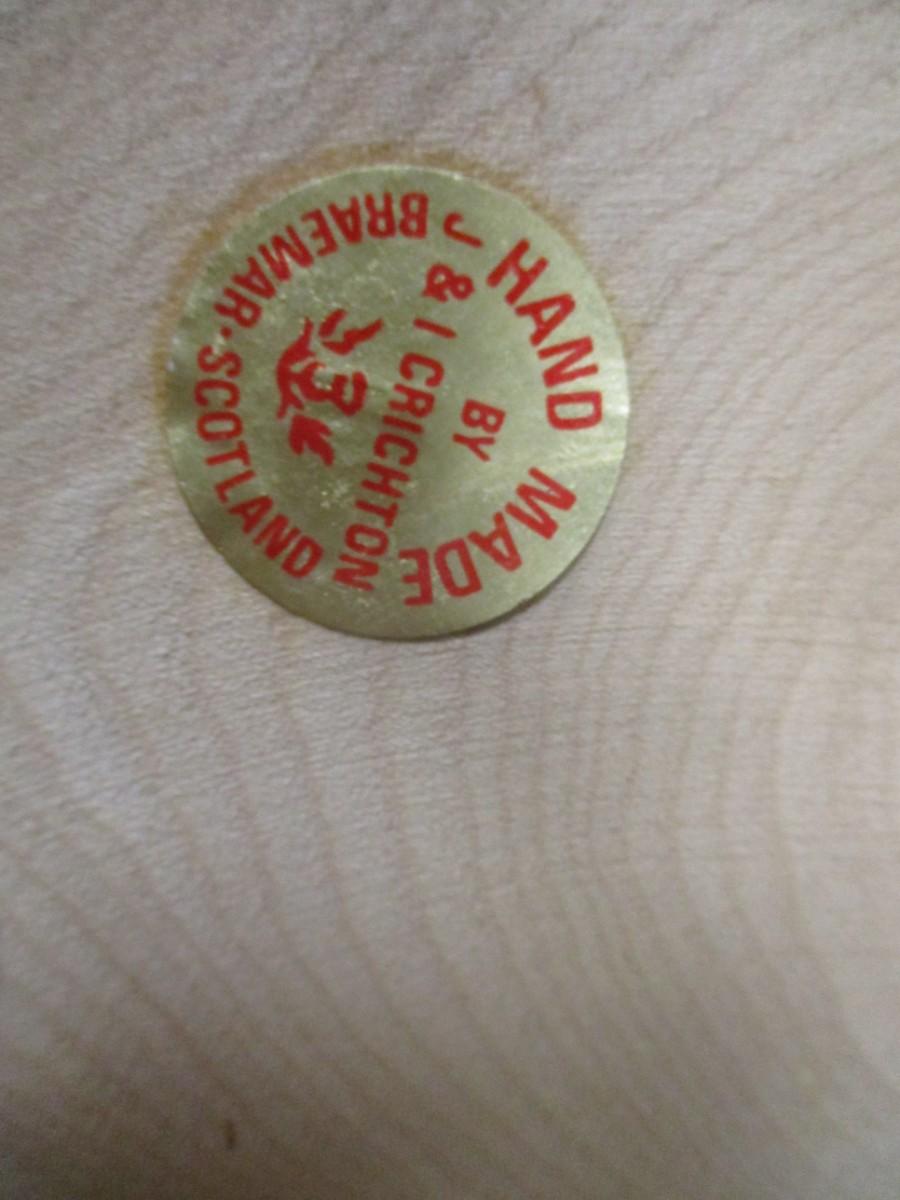 HAND MADE
BY
J & I CRICHTON
BRAEMAR · SCOTLAND